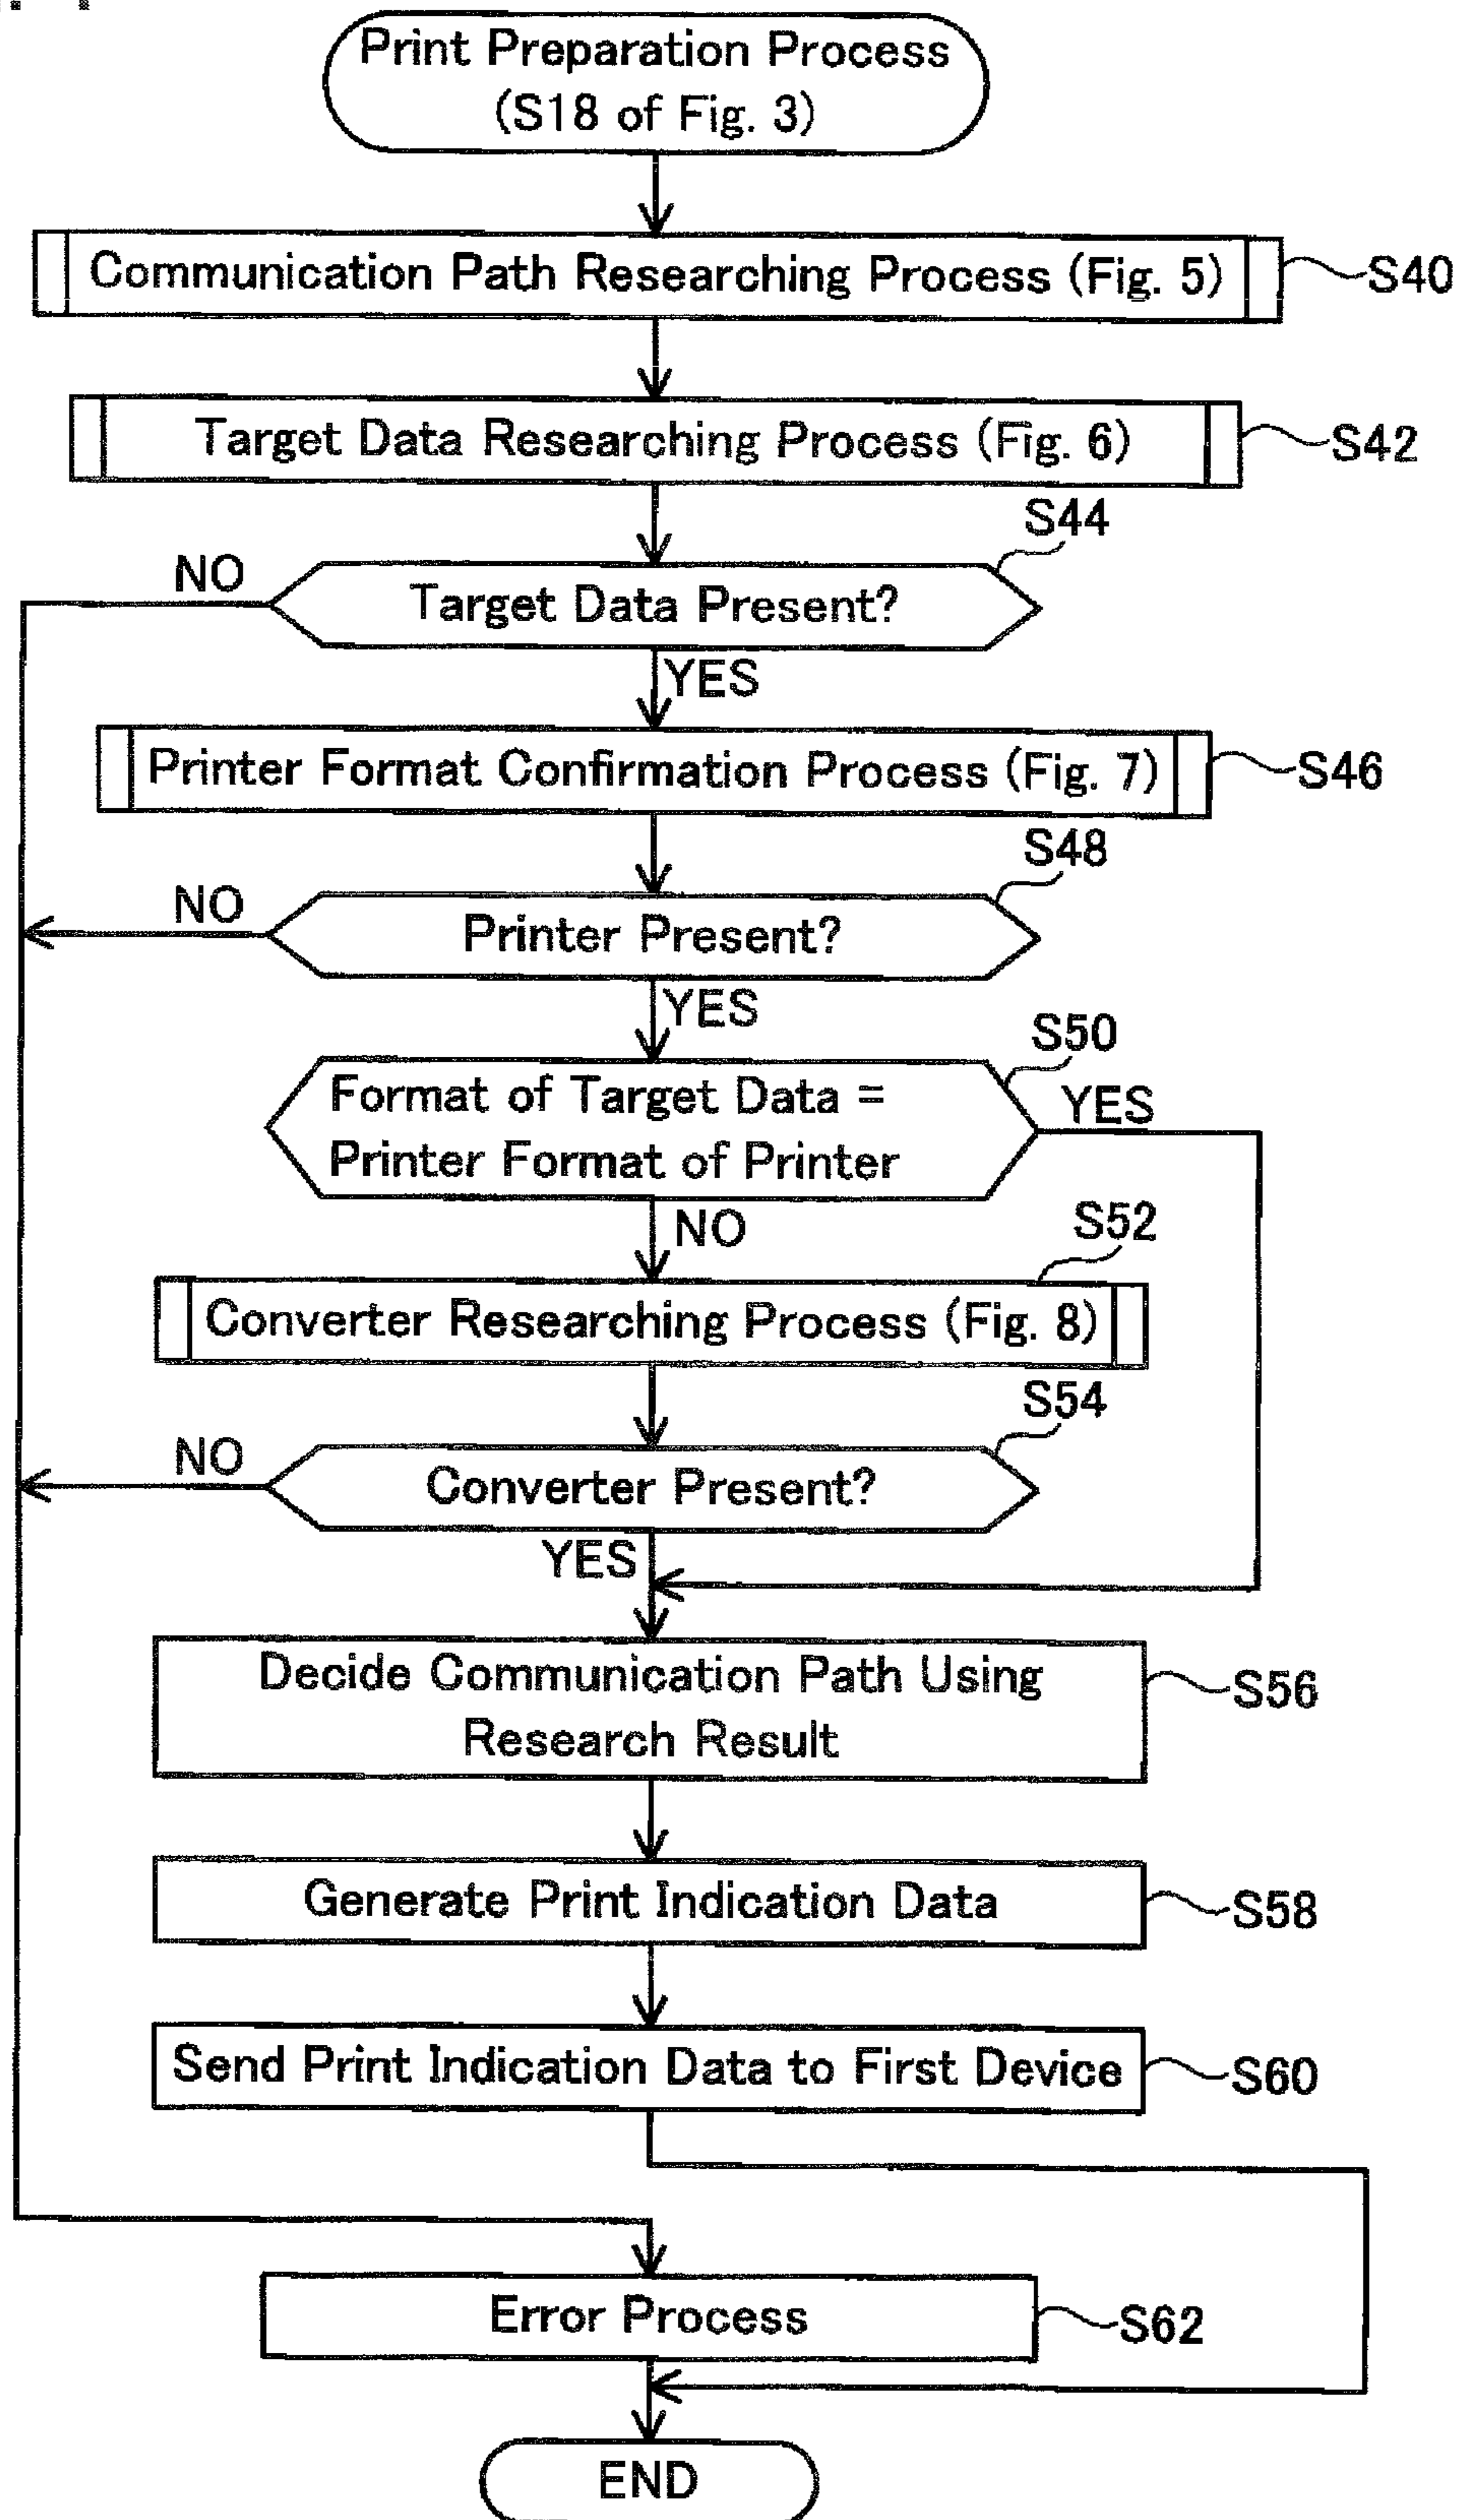 Print Preparation Process
(S18 of Fig. 3)
Communication Path Researching Process (Fig. 5)
S40
Target Data Researching Process (Fig. 6)
S42
S44
NO
Target Data Present?
YES
Printer Format Confirmation Process (Fig. 7)
S46
S48
NO
Printer Present?
YES
S50
Format of Target Data =
YES
Printer Format of Printer
NO
S52
Converter Researching Process (Fig. 8)
S54
NO
Converter Present?
YES
Decide Communication Path Using
Research Result
S56
Generate Print Indication Data
S58
Send Print Indication Data to First Device
S60
Error Process
S62
END